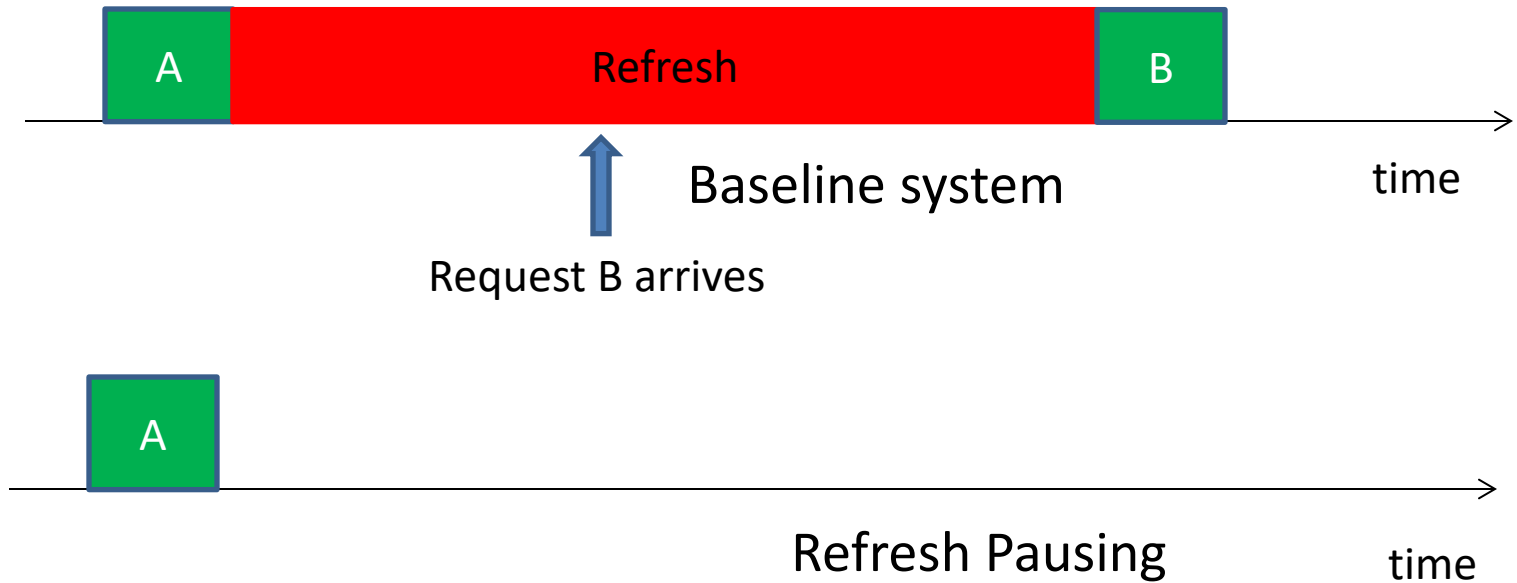 A
Refresh
B
Baseline system
time
Request B arrives
A
Refresh Pausing
time